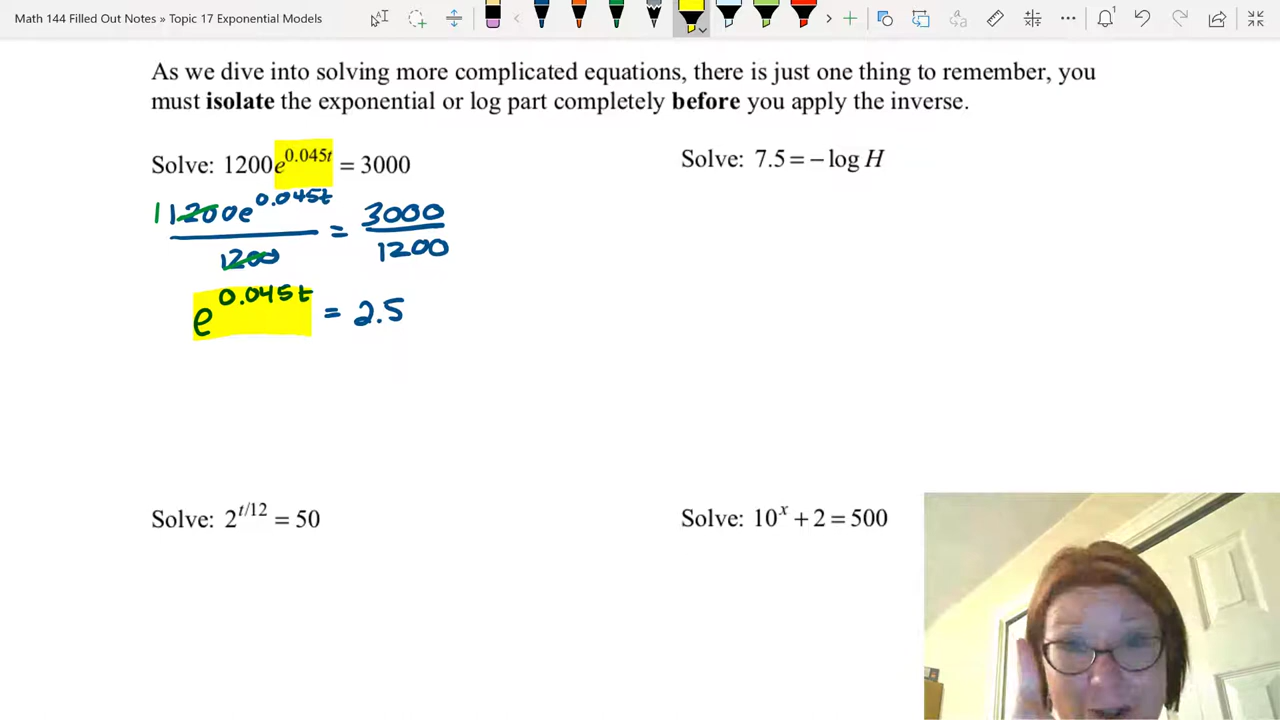 Math 144 Filled Out Notes » Topic 17 Exponential Models
As we dive into solving more complicated equations, there is just one thing to remember, you
must isolate the exponential or log part completely before you apply the inverse.
Solve: 1200e^{0.045t} = 3000
Solve: 7.5 = − log H
1 1200e^{0.045t} / 1200 = 3000 / 1200
e^{0.045t} = 2.5
Solve: 2^{t/12} = 50
Solve: 10^x + 2 = 500